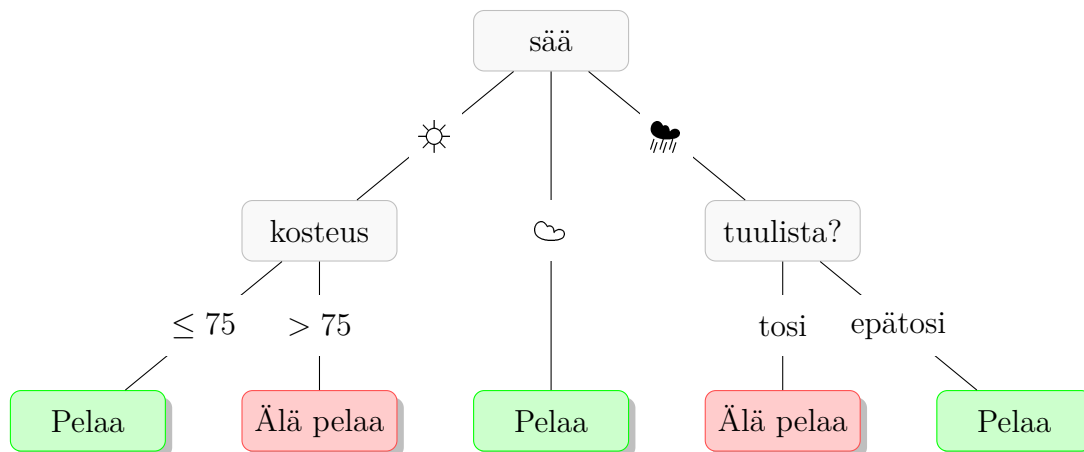 sää
kosteus
tuulista?
≤ 75
> 75
tosi
epätosi
Pelaa
Älä pelaa
Pelaa
Älä pelaa
Pelaa